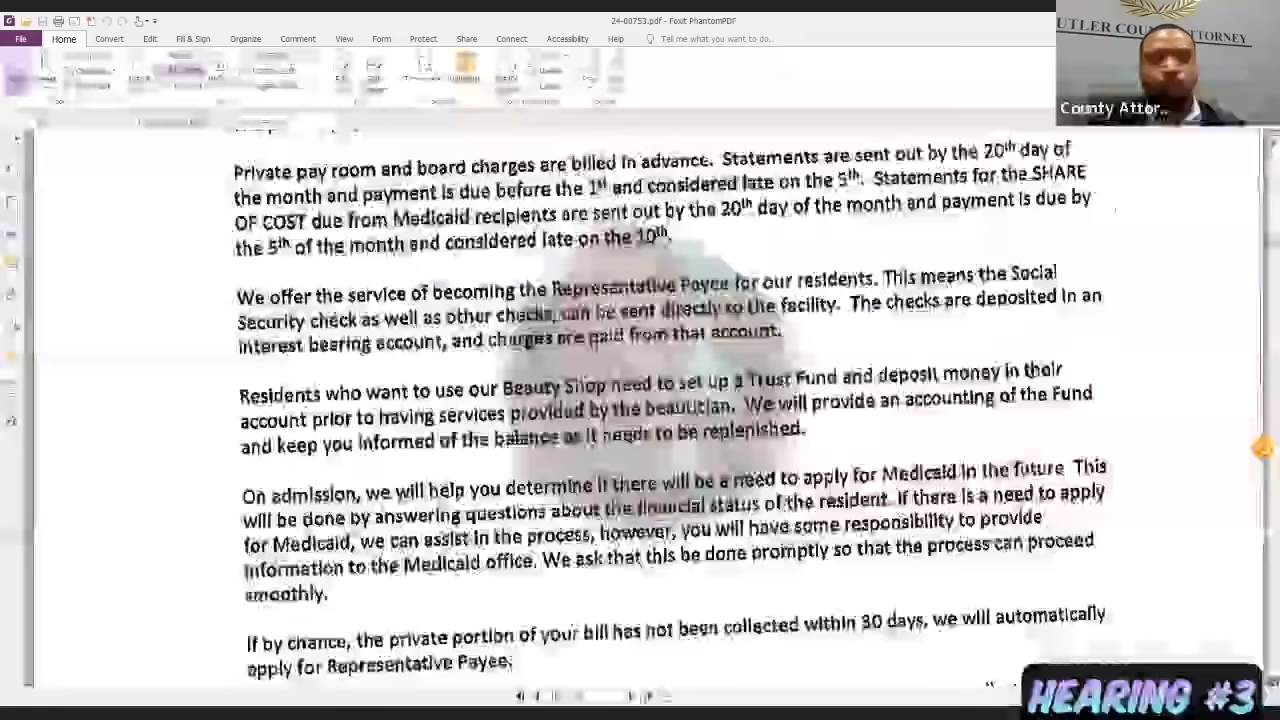 24-00753.pdf - Foxit PhantomPDF
File Home Convert Edit Fill & Sign Organize Comment View Form Protect Share Connect Accessibility Help Tell me what you want to do..
UTLER COUNTY ATTORNEY
County Attor..
Private pay room and board charges are billed in advance. Statements are sent out by the 20th day of
the month and payment is due before the 1st and considered late on the 5th. Statements for the SHARE
OF COST due from Medicaid recipients are sent out by the 20th day of the month and payment is due by
the 5th of the month and considered late on the 10th.
We offer the service of becoming the Representative Payee for our residents. This means the Social
Security check as well as other checks, can be sent directly to the facility. The checks are deposited in an
interest bearing account, and charges are paid from that account.
Residents who want to use our Beauty Shop need to set up a Trust Fund and deposit money in their
account prior to having services provided by the beautician. We will provide an accounting of the Fund
and keep you informed of the balance as it needs to be replenished.
On admission, we will help you determine if there will be a need to apply for Medicaid in the future This
will be done by answering questions about the financial status of the resident. If there is a need to apply
for Medicaid, we can assist in the process, however, you will have some responsibility to provide
information to the Medicaid office. We ask that this be done promptly so that the process can proceed
smoothly.
If by chance, the private portion of your bill has not been collected within 30 days, we will automatically
apply for Representative Payee.
HEARING #3